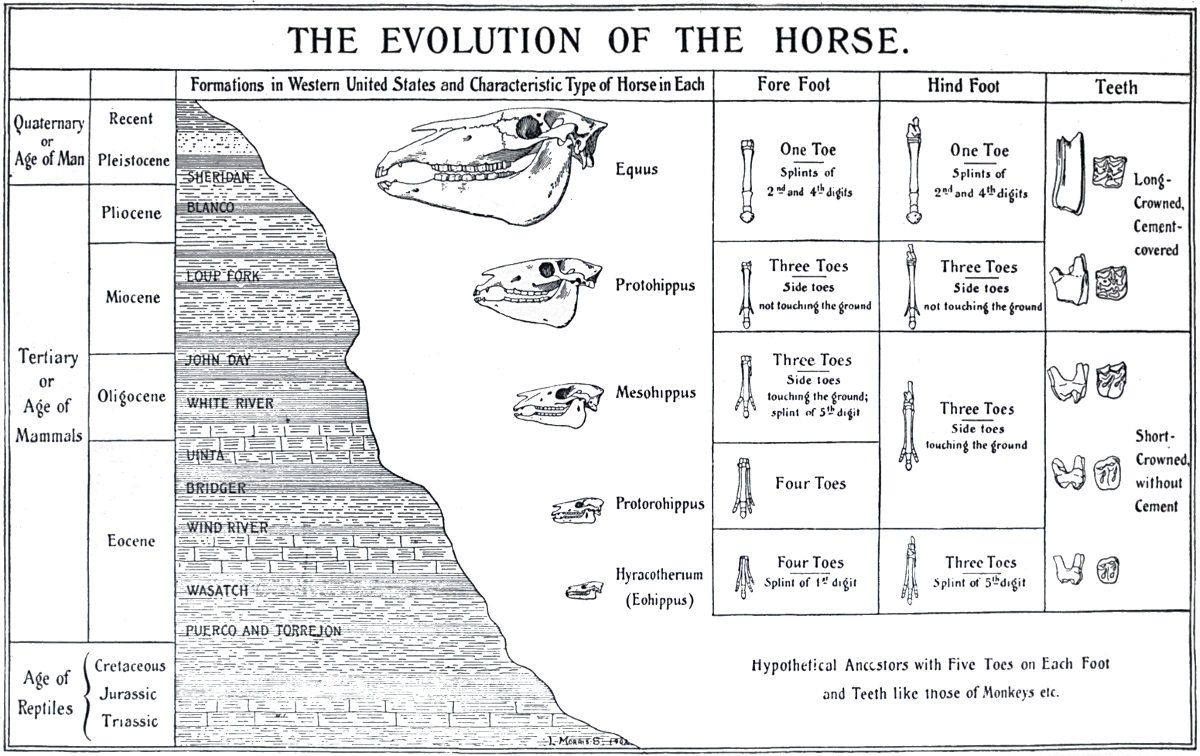 THE EVOLUTION OF THE HORSE.
Formations in Western United States and Characteristic Type of Horse in Each
Fore Foot
Hind Foot
Teeth
Quaternary
or
Age of Man
Recent
Pleistocene
SHERIDAN
Equus
One Toe
Splints of
2nd and 4th digits
One Toe
Splints of
2nd and 4th digits
Long-
Crowned,
Cement-
covered
Tertiary
or
Age of
Mammals
Pliocene
BLANCO
Miocene
LOUP FORK
Protohippus
Three Toes
Side toes
not touching the ground
Three Toes
Side toes
not touching the ground
Oligocene
JOHN DAY
WHITE RIVER
Mesohippus
Three Toes
Side toes
touching the ground;
splint of 5th digit
Three Toes
Side toes
touching the ground
Short-
Crowned,
without
Cement
Eocene
UINTA
BRIDGER
WIND RIVER
Protorohippus
Four Toes
WASATCH
Hyracotherium
(Eohippus)
Four Toes
Splint of 1st digit
Three Toes
Splint of 5th digit
PUERCO AND TORREJON
Age of
Reptiles
Cretaceous
Jurassic
Triassic
Hypothetical Ancestors with Five Toes on Each Foot
and Teeth like those of Monkeys etc.